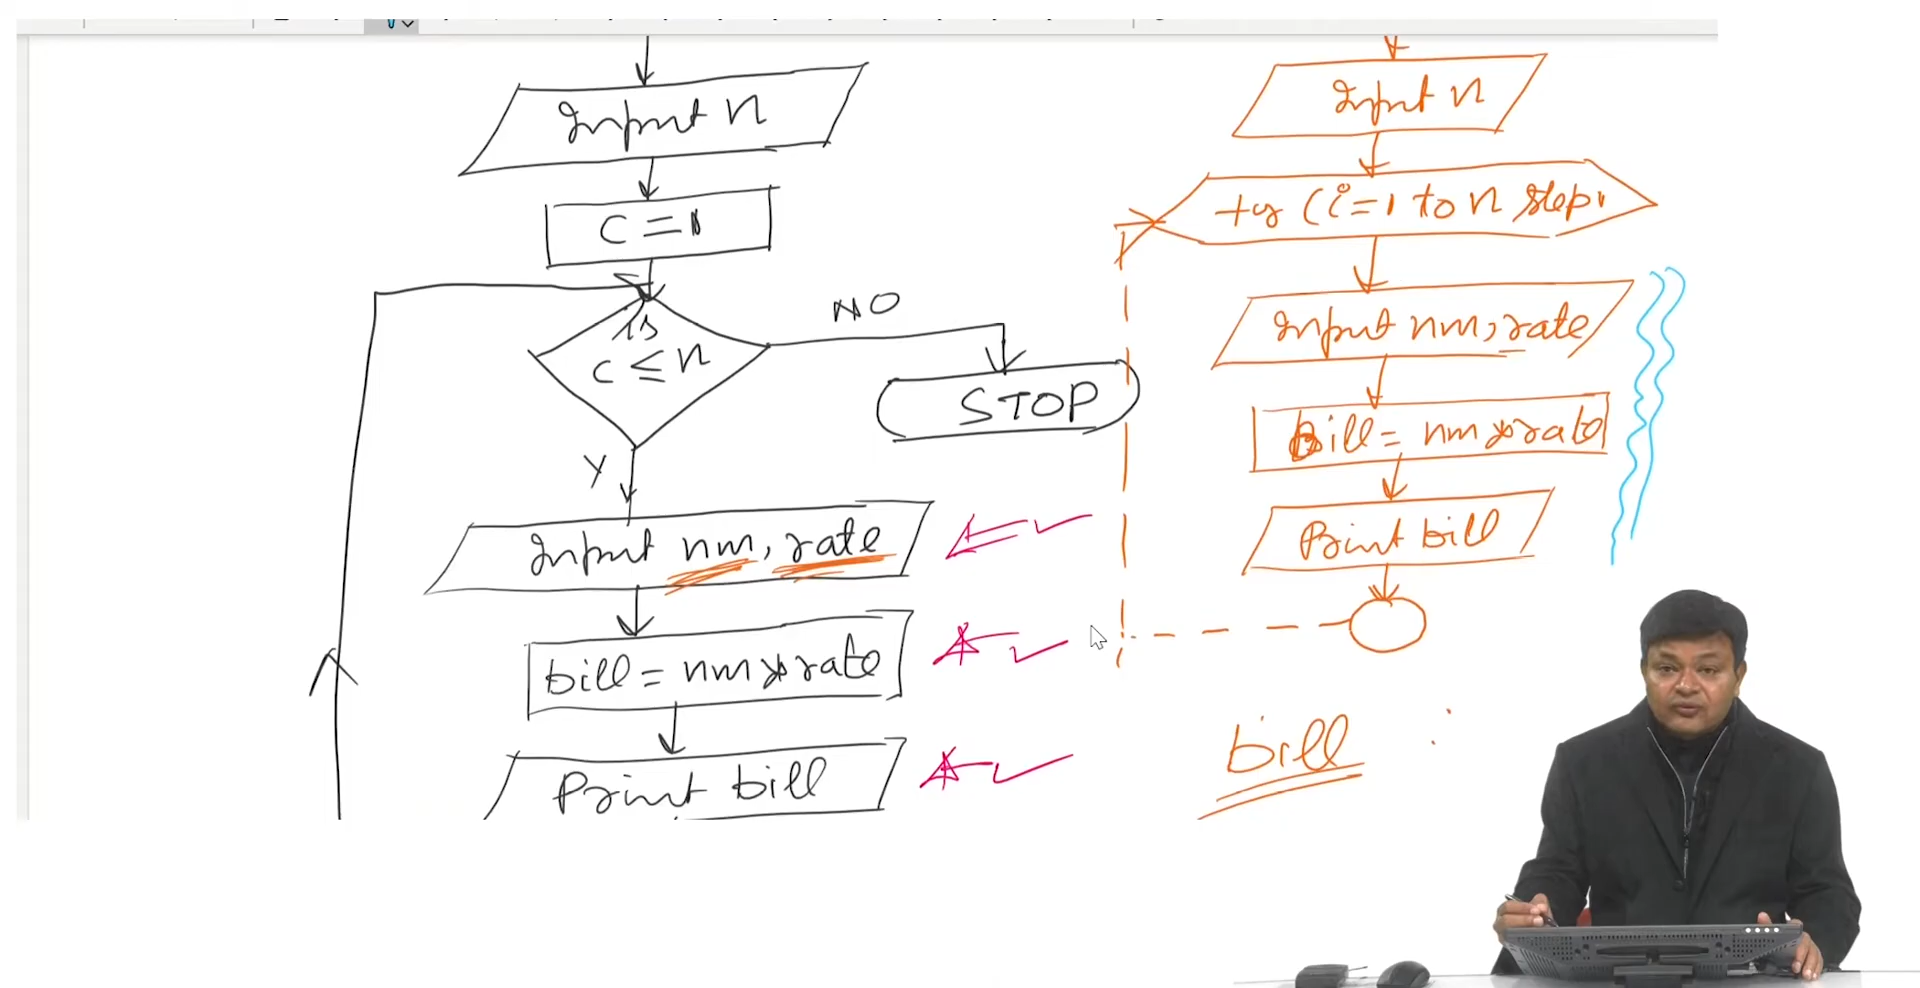 Input n
C = 1
is
C ≤ n
NO
STOP
Y
Input nm, rate
bill = nm * rate
Print bill
Input n
for (i = 1 to n step 1
Input nm, rate
bill = nm * rate
Print bill
bill :